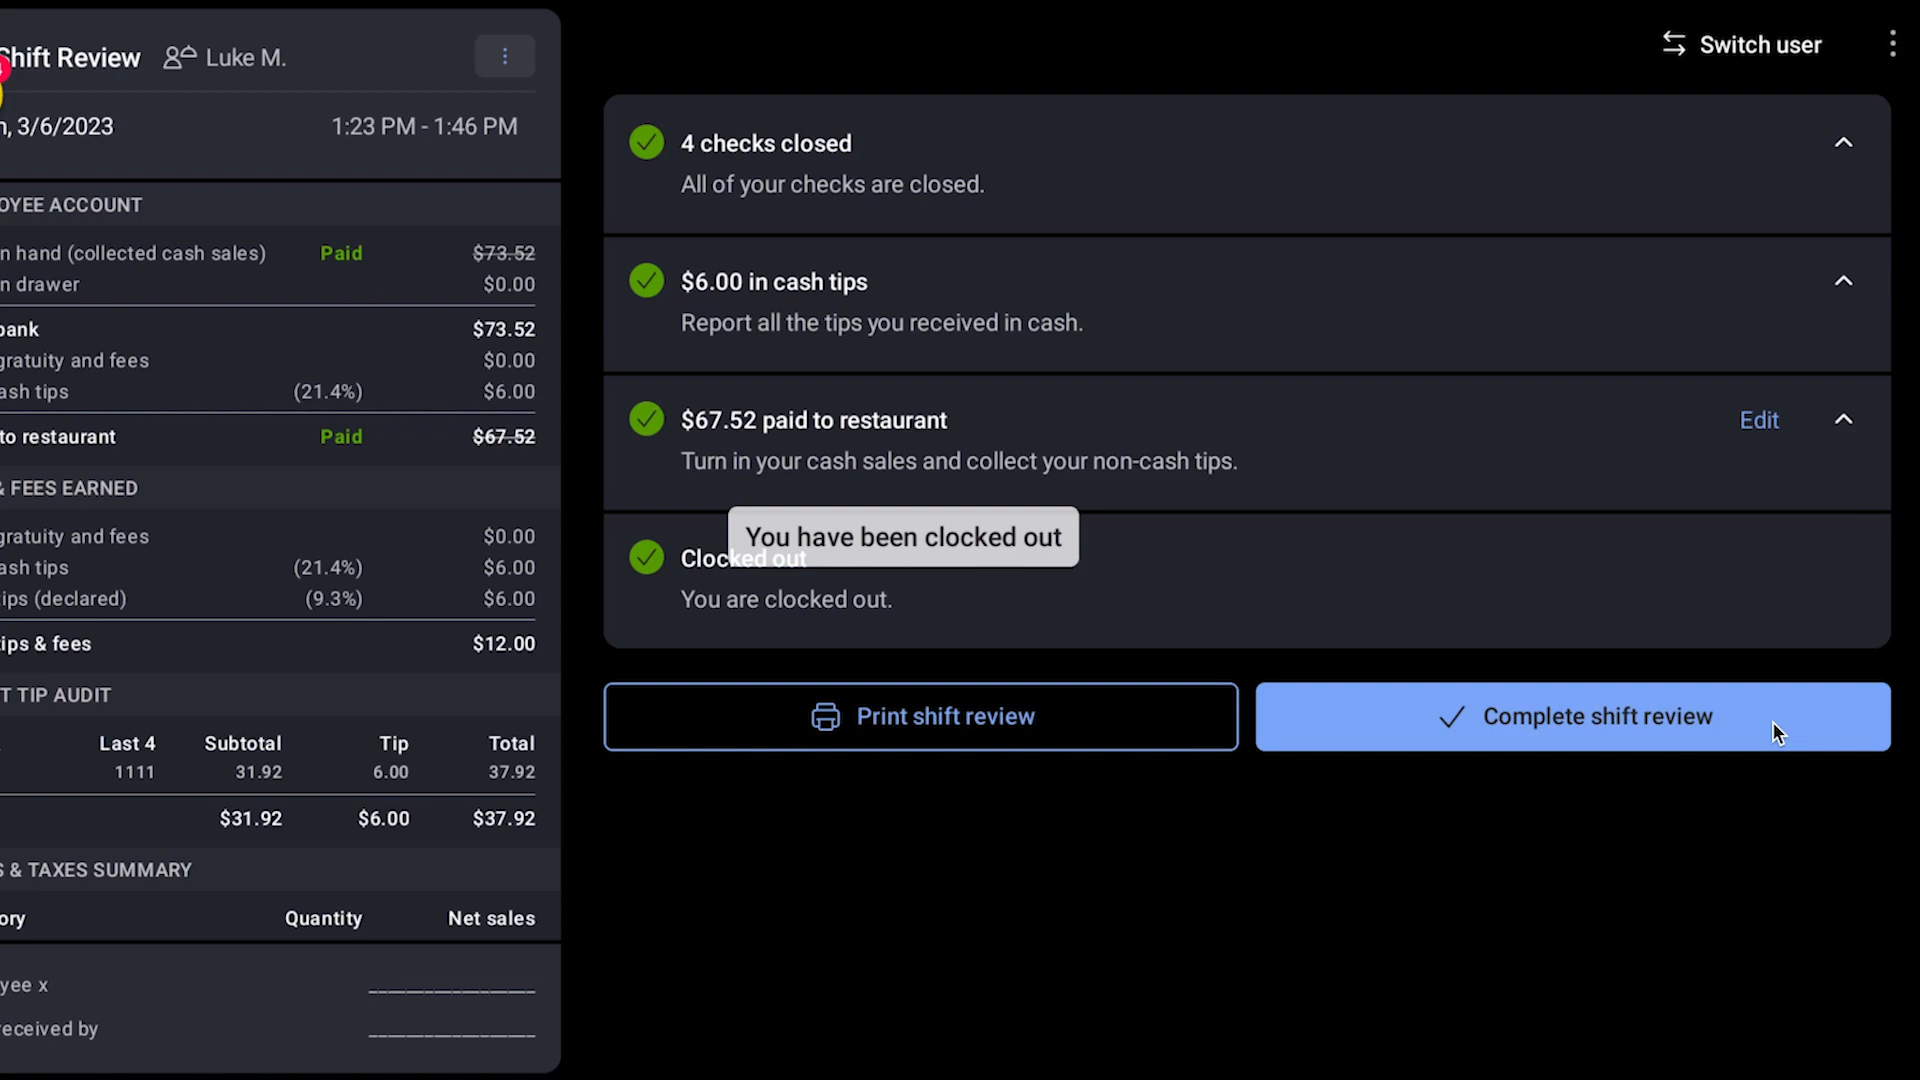 Shift Review Luke M.
, 3/6/2023 1:23 PM - 1:46 PM
OYEE ACCOUNT
n hand (collected cash sales) Paid $73.52
n drawer $0.00
bank $73.52
gratuity and fees $0.00
ash tips (21.4%) $6.00
to restaurant Paid $67.52
& FEES EARNED
gratuity and fees $0.00
ash tips (21.4%) $6.00
ips (declared) (9.3%) $6.00
tips & fees $12.00
T TIP AUDIT
Last 4 Subtotal Tip Total
1111 31.92 6.00 37.92
$31.92 $6.00 $37.92
S & TAXES SUMMARY
ory Quantity Net sales
yee x
received by
Switch user
4 checks closed
All of your checks are closed.
$6.00 in cash tips
Report all the tips you received in cash.
$67.52 paid to restaurant Edit
Turn in your cash sales and collect your non-cash tips.
You have been clocked out
Clocked out
You are clocked out.
Print shift review
Complete shift review